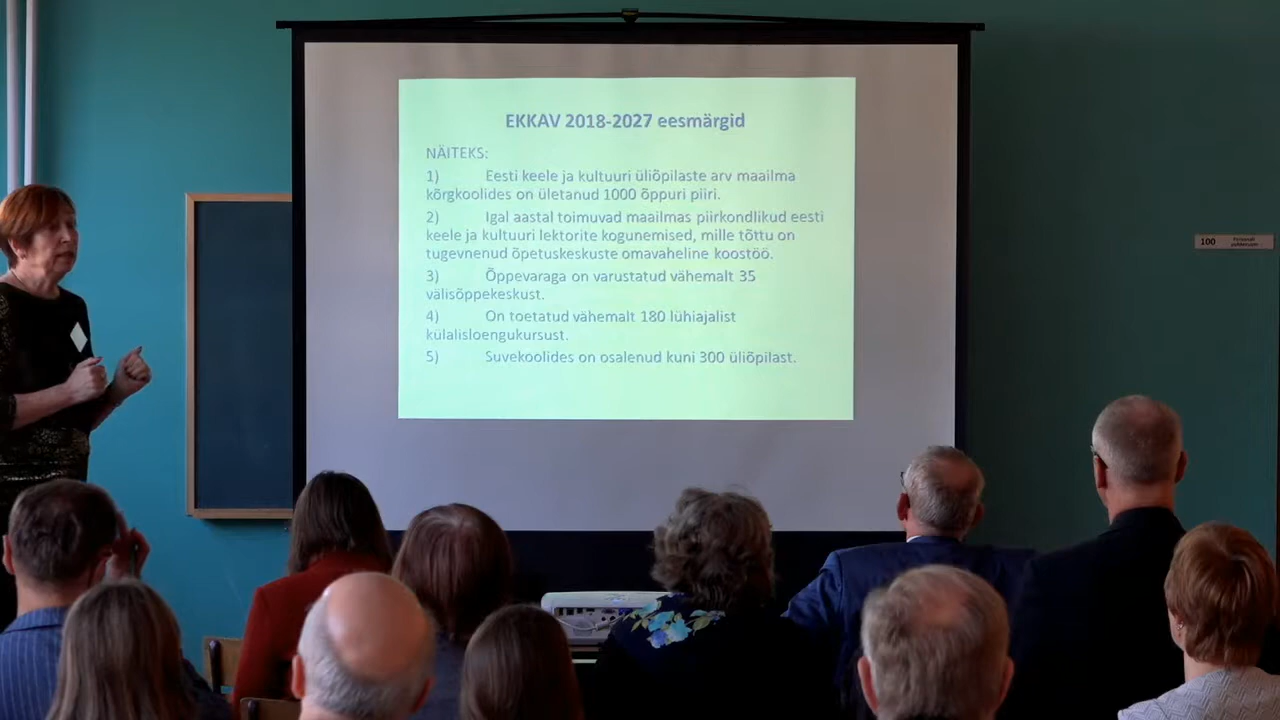 EKKAV 2018-2027 eesmärgid
NÄITEKS:
1) Eesti keele ja kultuuri üliõpilaste arv maailma
kõrgkoolides on ületanud 1000 õppuri piiri.
2) Igal aastal toimuvad maailmas piirkondlikud eesti
keele ja kultuuri lektorite kogunemised, mille tõttu on
tugevnenud õpetuskeskuste omavaheline koostöö.
3) Õppevaraga on varustatud vähemalt 35
välisõppekeskust.
4) On toetatud vähemalt 180 lühiajalist
külalisloengukursust.
5) Suvekoolides on osalenud kuni 300 üliõpilast.
100